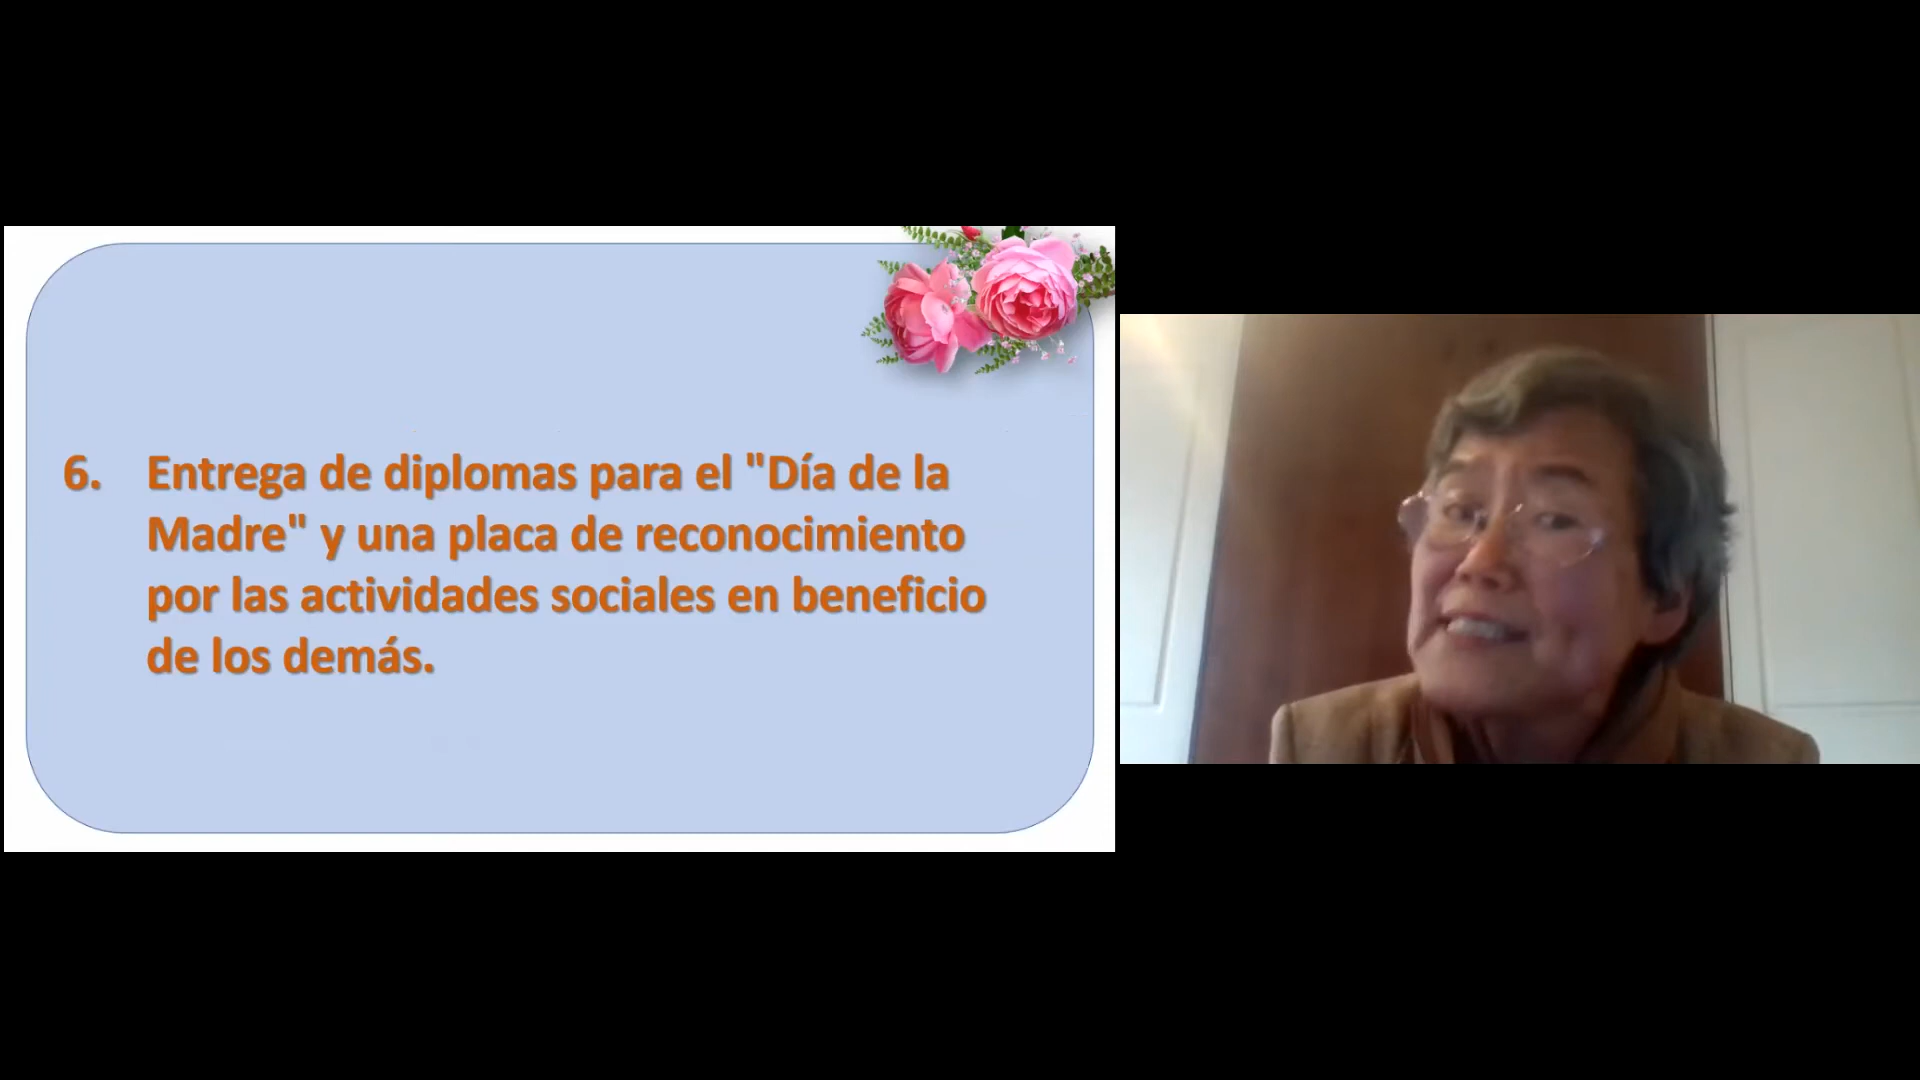 6. Entrega de diplomas para el "Día de la
Madre" y una placa de reconocimiento
por las actividades sociales en beneficio
de los demás.